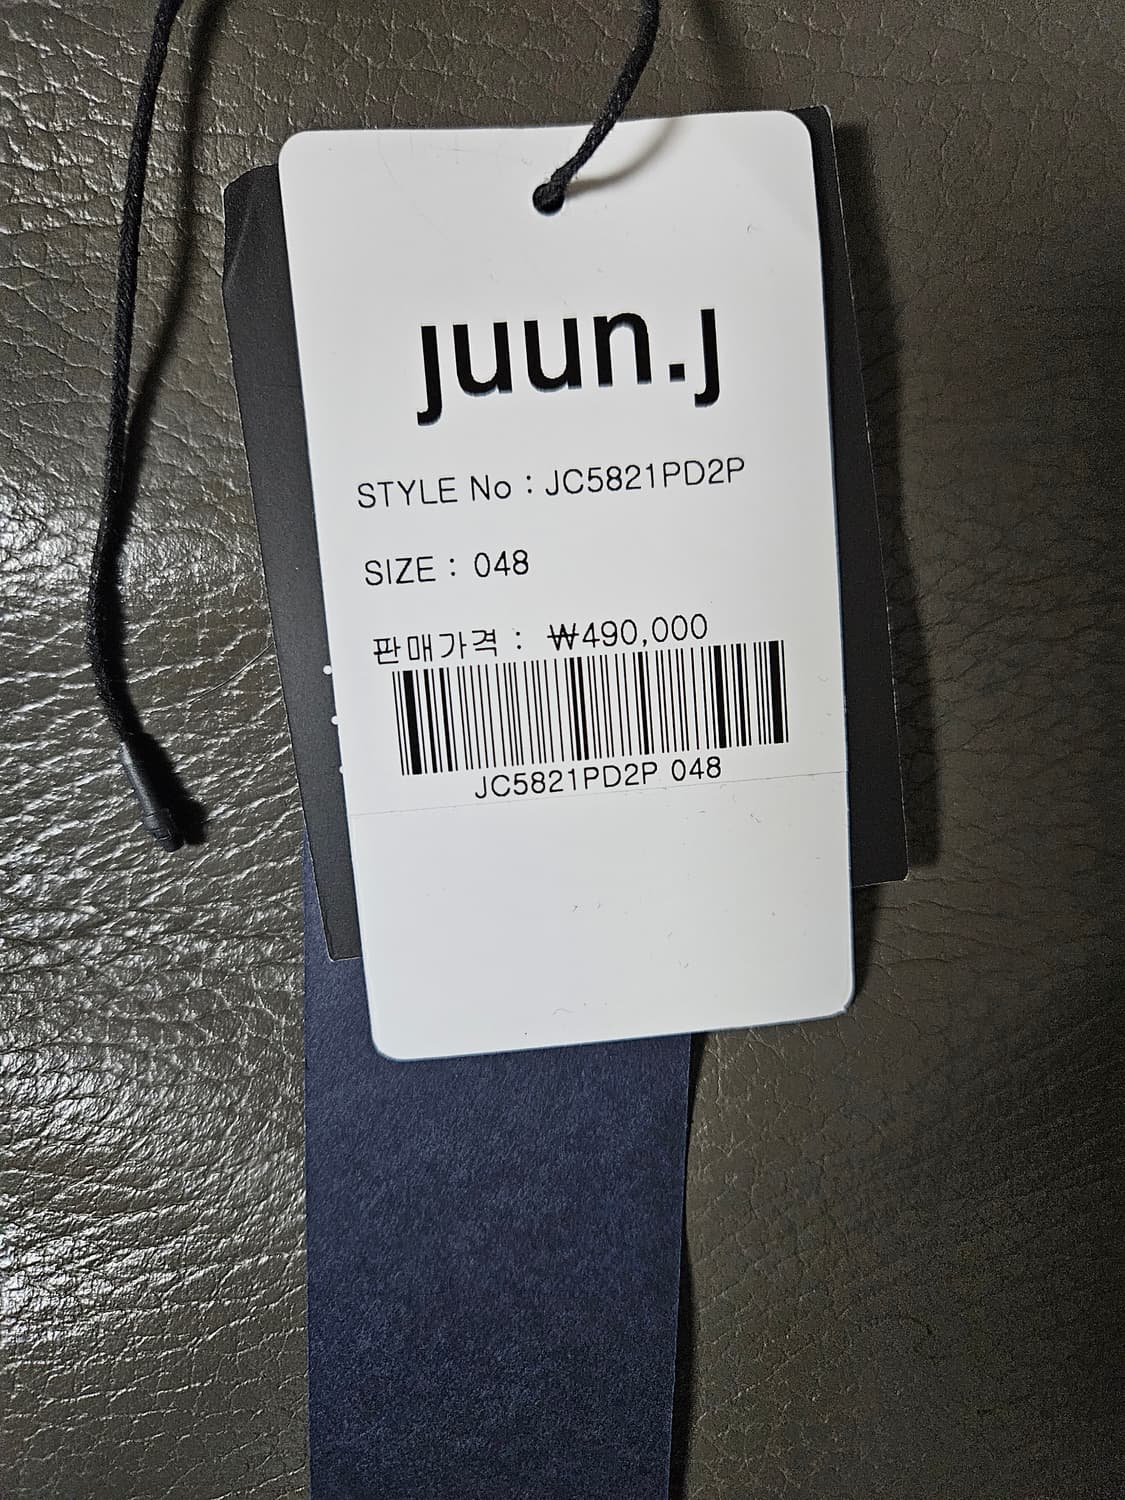 juun.j
STYLE No : JC5821PD2P
SIZE : 048
판매가격 : ₩490,000
JC5821PD2P 048